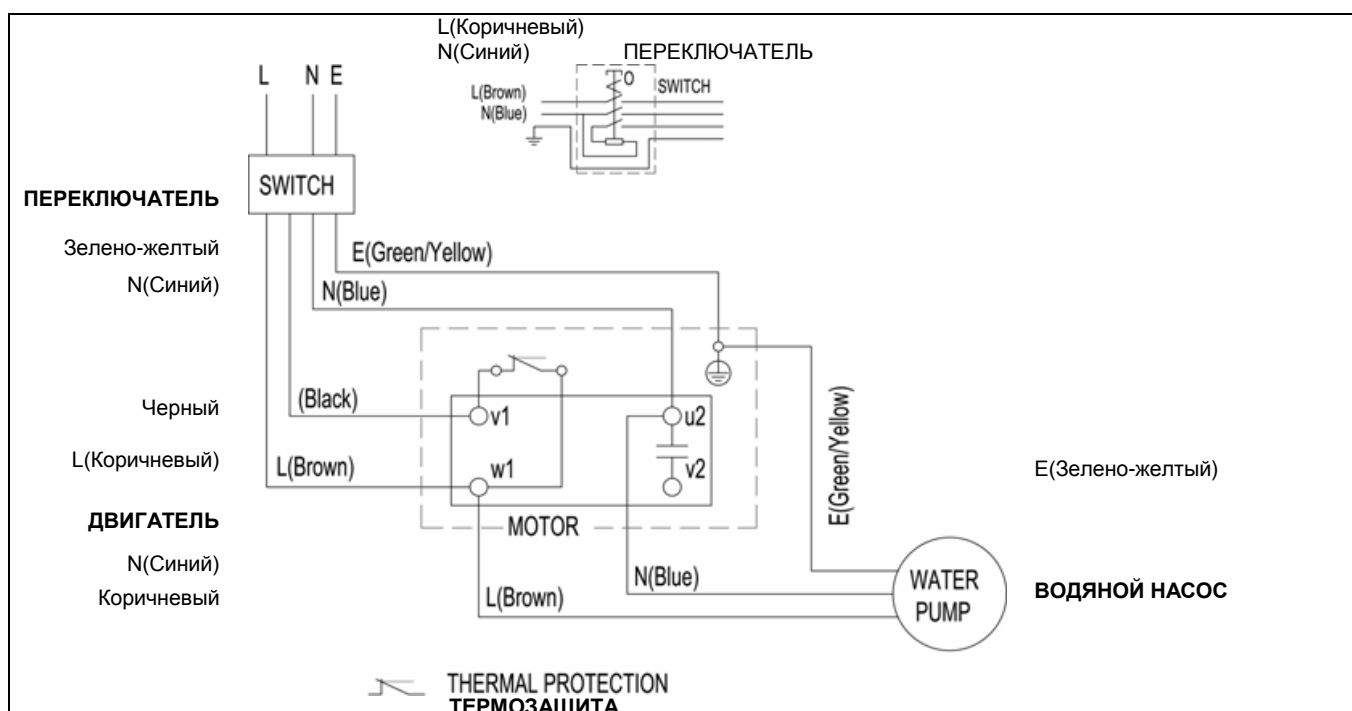 L(Коричневый)
N(Синий) ПЕРЕКЛЮЧАТЕЛЬ
L N E
L(Brown) O SWITCH
N(Blue)
SWITCH
ПЕРЕКЛЮЧАТЕЛЬ
Зелено-желтый E(Green/Yellow)
N(Синий) N(Blue)
Черный (Black) v1 u2
E(Green/Yellow)
L(Коричневый) L(Brown) w1 v2 E(Зелено-желтый)
ДВИГАТЕЛЬ MOTOR
N(Синий) N(Blue) WATER
PUMP ВОДЯНОЙ НАСОС
Коричневый L(Brown)
THERMAL PROTECTION
ТЕРМОЗАЩИТА